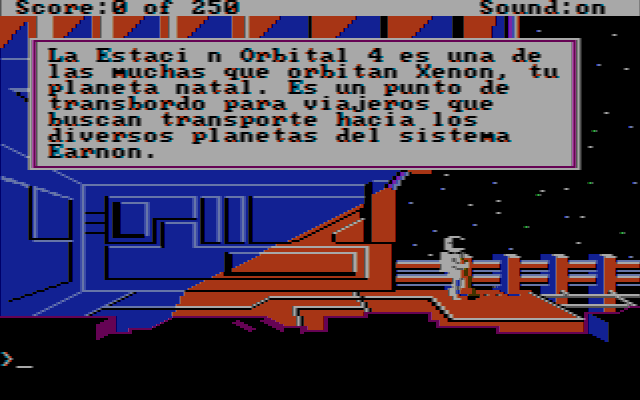 Score:0 of 250 Sound:on
La Estaci n Orbital 4 es una de
las muchas que orbitan Xenon, tu
planeta natal. Es un punto de
transbordo para viajeros que
buscan transporte hacia los
diversos planetas del sistema
Earnon.
>_